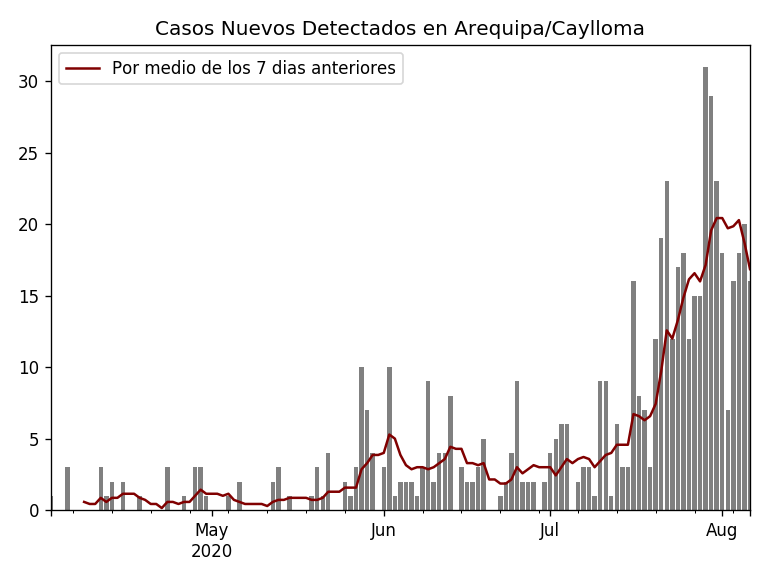 Casos Nuevos Detectados en Arequipa/Caylloma
Por medio de los 7 dias anteriores
30
25
20
15
10
5
0
May
2020
Jun
Jul
Aug